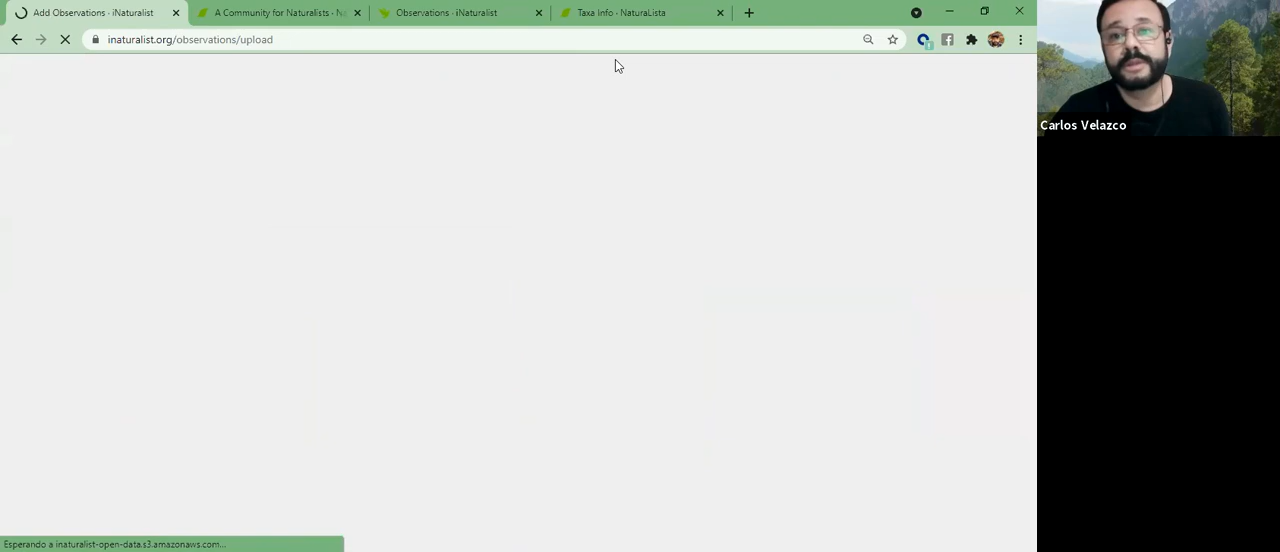 Add Observations · iNaturalist
A Community for Naturalists · N
Observations · iNaturalist
Taxa Info · NaturaLista
inaturalist.org/observations/upload
1
Carlos Velazco
Esperando a inaturalist-open-data.s3.amazonaws.com...